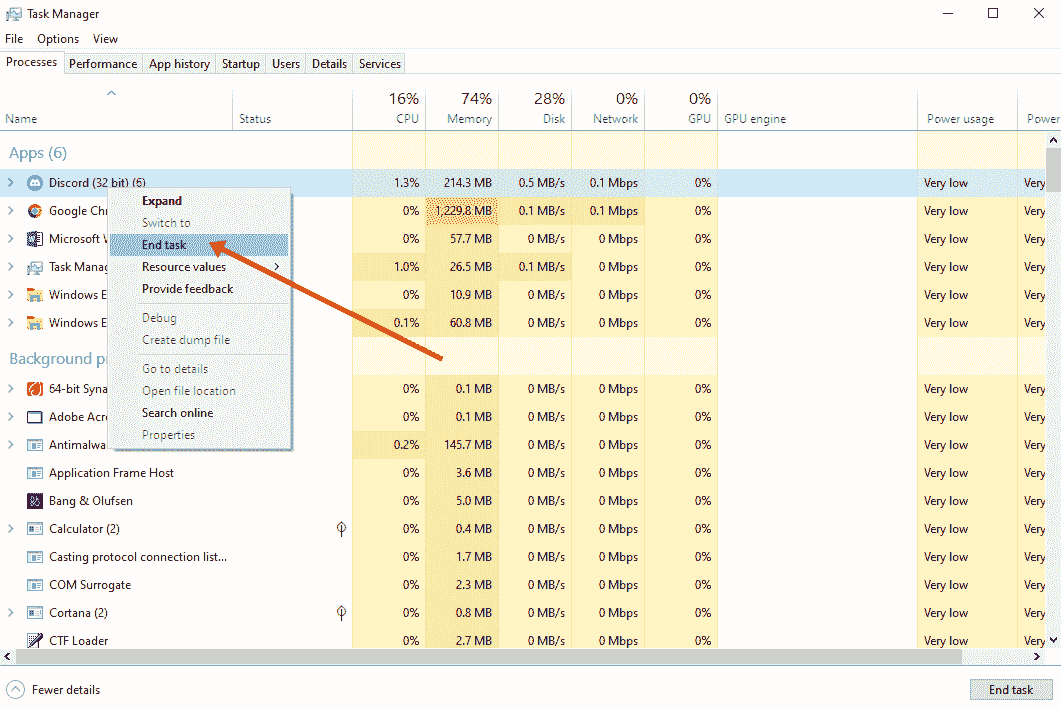 Task Manager
File Options View
Processes Performance App history Startup Users Details Services
16% 74% 28% 0% 0%
Name Status CPU Memory Disk Network GPU GPU engine Power usage Power
Apps (6)
Discord (32 bit) (6) 1.3% 214.3 MB 0.5 MB/s 0.1 Mbps 0% Very low Very
Google Chr 0% 1,229.8 MB 0.1 MB/s 0.1 Mbps 0% Very low Very
Microsoft W 0% 57.7 MB 0 MB/s 0 Mbps 0% Very low Very
Task Manag 1.0% 26.5 MB 0.1 MB/s 0 Mbps 0% Very low Very
Windows E 0% 10.9 MB 0 MB/s 0 Mbps 0% Very low Very
Windows E 0.1% 60.8 MB 0 MB/s 0 Mbps 0% Very low Very
Expand
Switch to
End task
Resource values
Provide feedback
Debug
Create dump file
Go to details
Open file location
Search online
Properties
Background pr
64-bit Syna 0% 0.1 MB 0 MB/s 0 Mbps 0% Very low Very
Adobe Acr 0% 0.1 MB 0 MB/s 0 Mbps 0% Very low Very
Antimalwa 0.2% 145.7 MB 0 MB/s 0 Mbps 0% Very low Very
Application Frame Host 0% 3.6 MB 0 MB/s 0 Mbps 0% Very low Very
Bang & Olufsen 0% 5.0 MB 0 MB/s 0 Mbps 0% Very low Very
Calculator (2) 0% 0.4 MB 0 MB/s 0 Mbps 0% Very low Very
Casting protocol connection list... 0% 1.7 MB 0 MB/s 0 Mbps 0% Very low Very
COM Surrogate 0% 2.3 MB 0 MB/s 0 Mbps 0% Very low Very
Cortana (2) 0% 0.8 MB 0 MB/s 0 Mbps 0% Very low Very
CTF Loader 0% 2.7 MB 0 MB/s 0 Mbps 0% Very low Very
Fewer details
End task